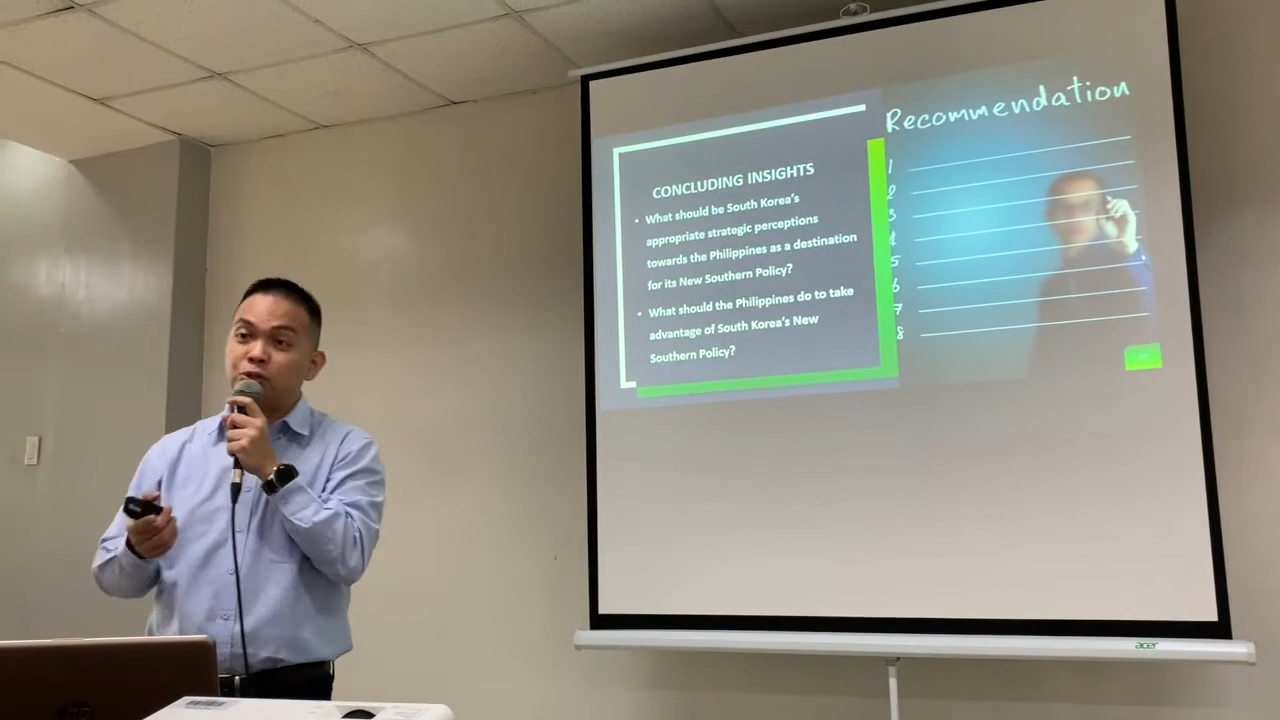 CONCLUDING INSIGHTS
• What should be South Korea's
appropriate strategic perceptions
towards the Philippines as a destination
for its New Southern Policy?
• What should the Philippines do to take
advantage of South Korea's New
Southern Policy?
Recommendation
1
2
3
4
5
6
7
8
acer